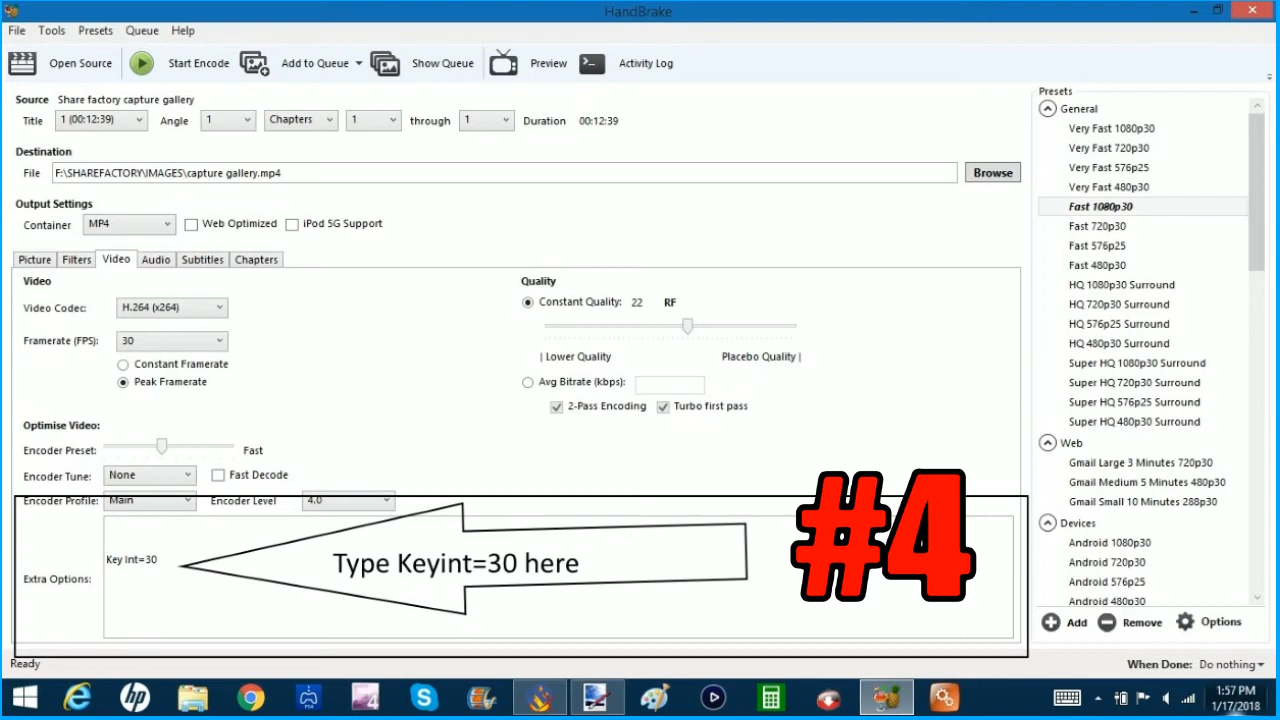 HandBrake
File Tools Presets Queue Help
Open Source Start Encode Add to Queue Show Queue Preview Activity Log
Source Share factory capture gallery
Title 1 (00:12:39) Angle 1 Chapters 1 through 1 Duration 00:12:39
Destination
File F:\SHAREFACTORY\IMAGES\capture gallery.mp4 Browse
Output Settings
Container MP4 Web Optimized iPod 5G Support
Picture Filters Video Audio Subtitles Chapters
Video
Video Codec: H.264 (x264)
Framerate (FPS): 30
Constant Framerate
Peak Framerate
Quality
Constant Quality: 22 RF
| Lower Quality Placebo Quality |
Avg Bitrate (kbps):
2-Pass Encoding Turbo first pass
Optimise Video:
Encoder Preset: Fast
Encoder Tune: None Fast Decode
Encoder Profile: Main Encoder Level 4.0
Extra Options: Key Int=30
Type Keyint=30 here
#4
Presets
General
Very Fast 1080p30
Very Fast 720p30
Very Fast 576p25
Very Fast 480p30
Fast 1080p30
Fast 720p30
Fast 576p25
Fast 480p30
HQ 1080p30 Surround
HQ 720p30 Surround
HQ 576p25 Surround
HQ 480p30 Surround
Super HQ 1080p30 Surround
Super HQ 720p30 Surround
Super HQ 576p25 Surround
Super HQ 480p30 Surround
Web
Gmail Large 3 Minutes 720p30
Gmail Medium 5 Minutes 480p30
Gmail Small 10 Minutes 288p30
Devices
Android 1080p30
Android 720p30
Android 576p25
Android 480p30
Add Remove Options
Ready When Done: Do nothing
1:57 PM
1/17/2018